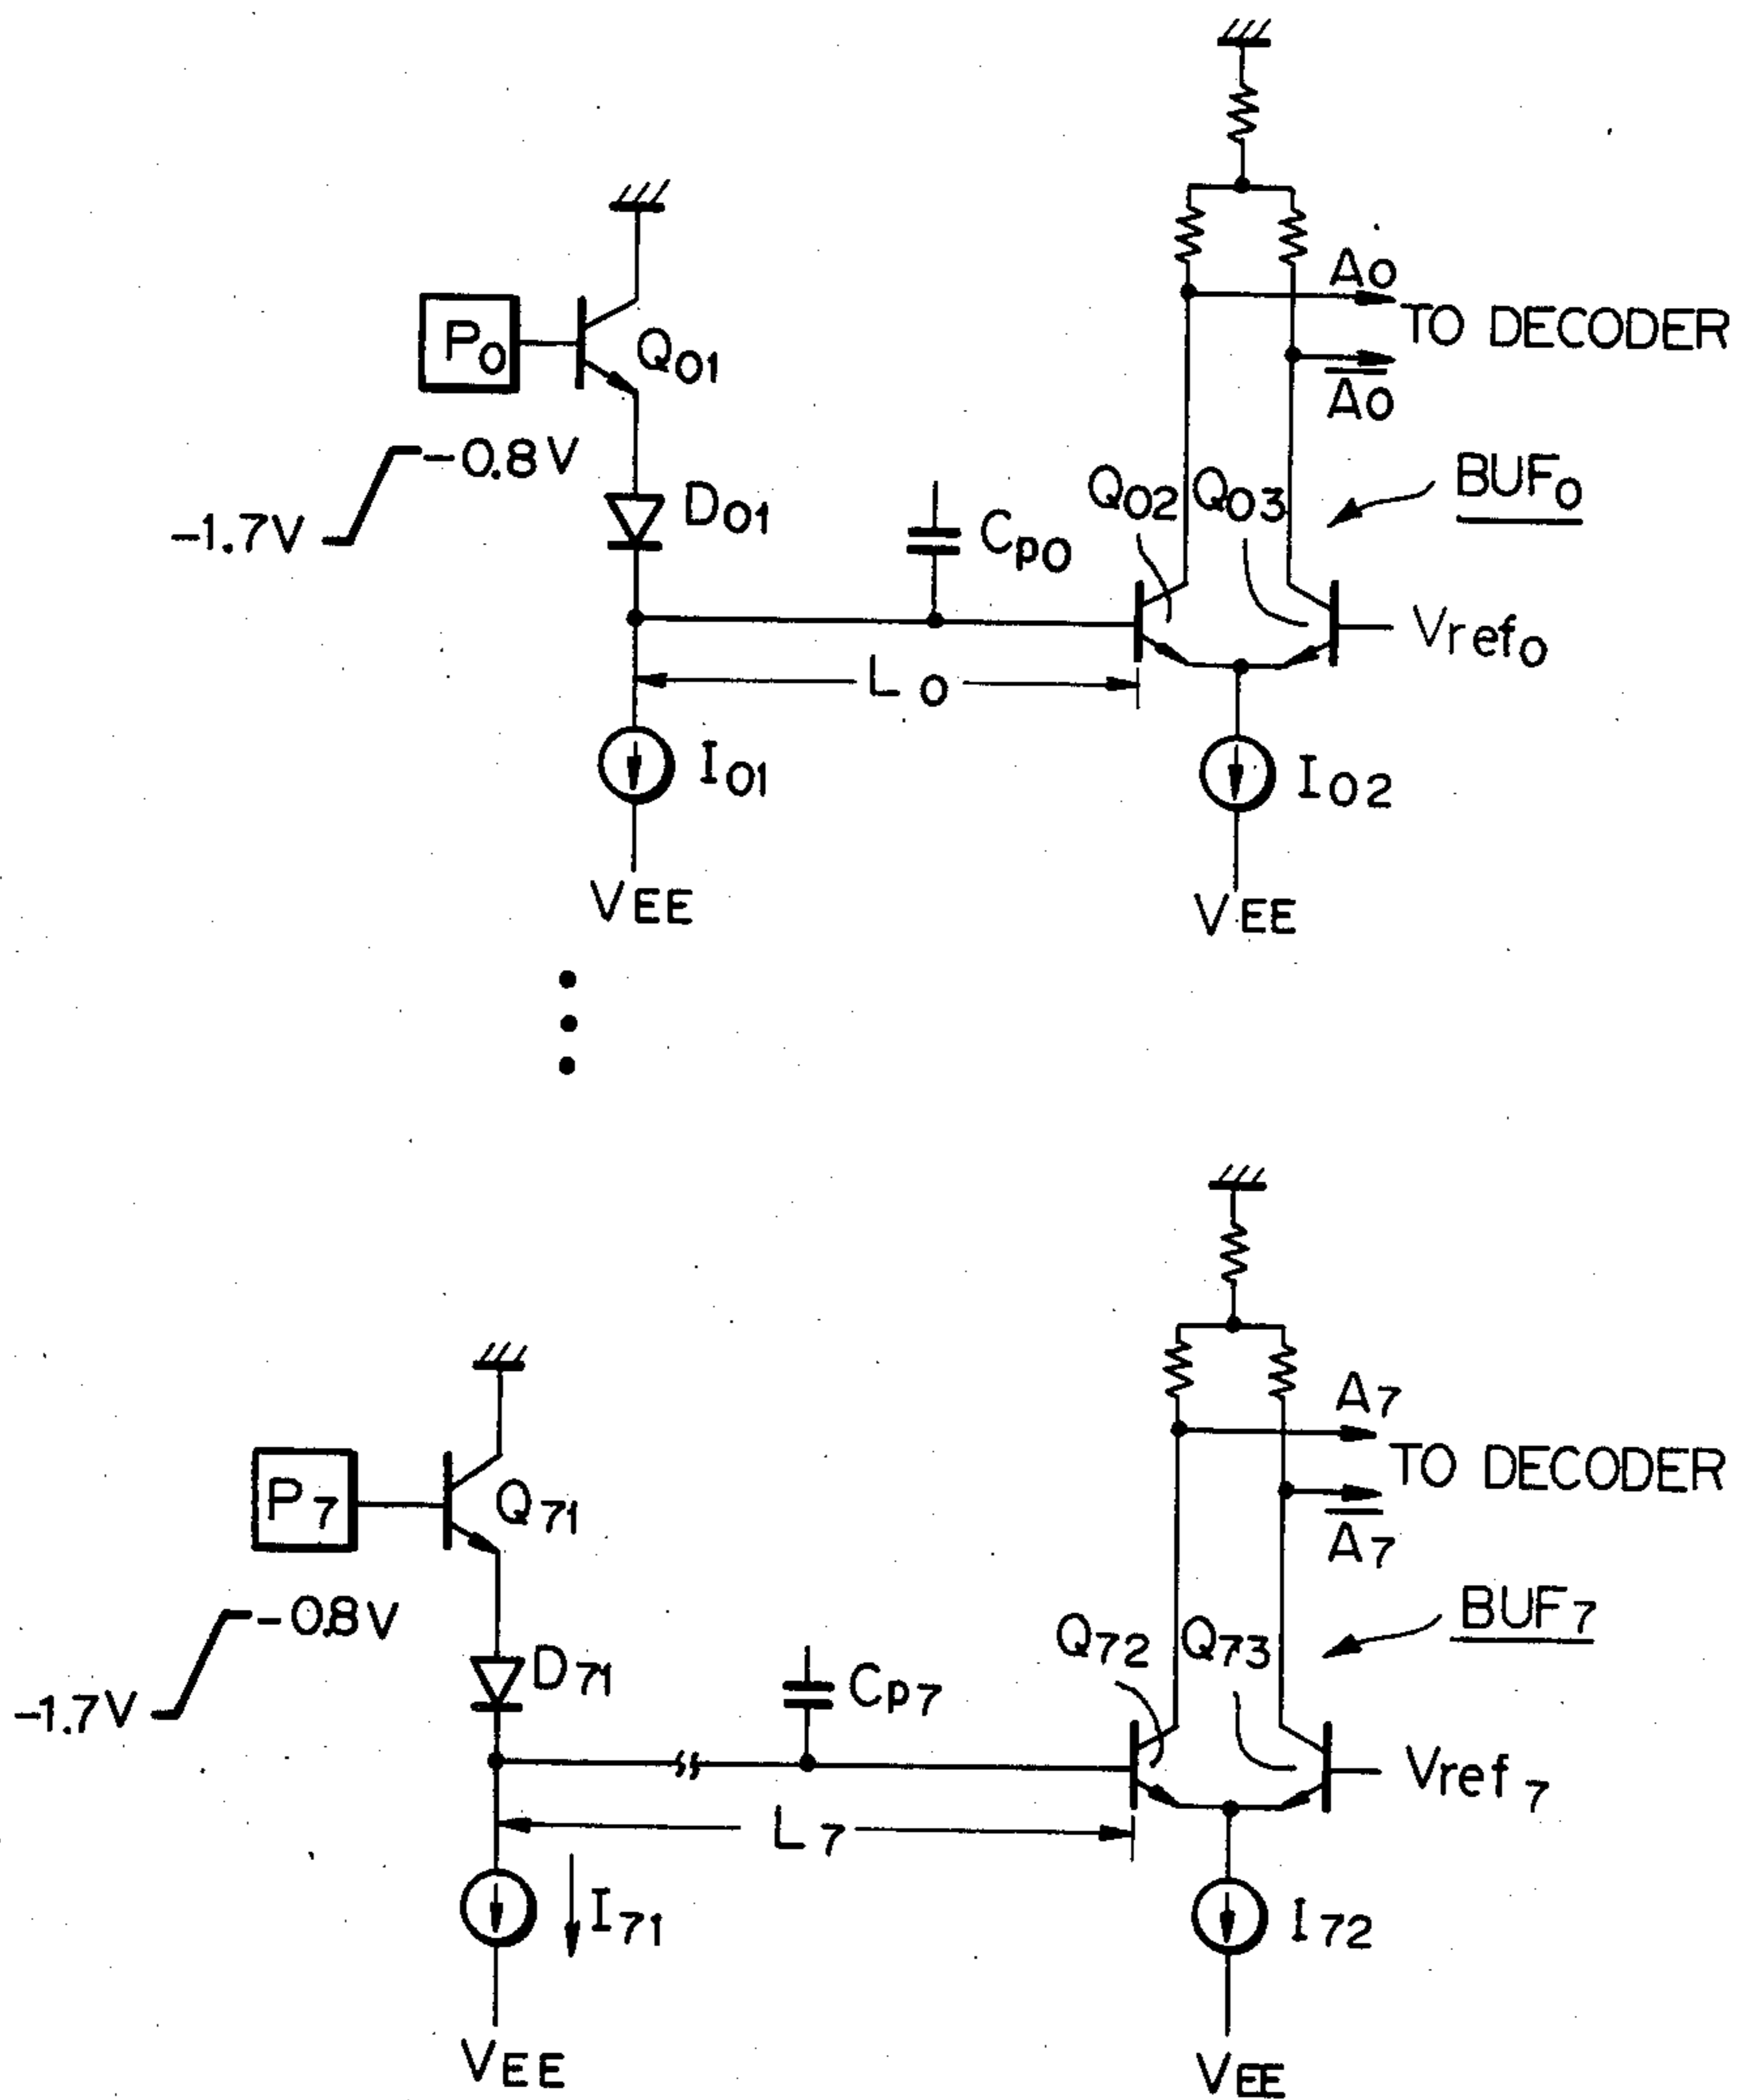 A0
TO DECODER
A0
P0
Q01
-0.8V
-1.7V
D01
Cp0
Q02
Q03
BUF0
Vref0
L0
I01
I02
VEE
VEE
A7
TO DECODER
A7
P7
Q71
-0.8V
-1.7V
D71
Cp7
Q72
Q73
BUF7
Vref7
L7
I71
I72
VEE
VEE